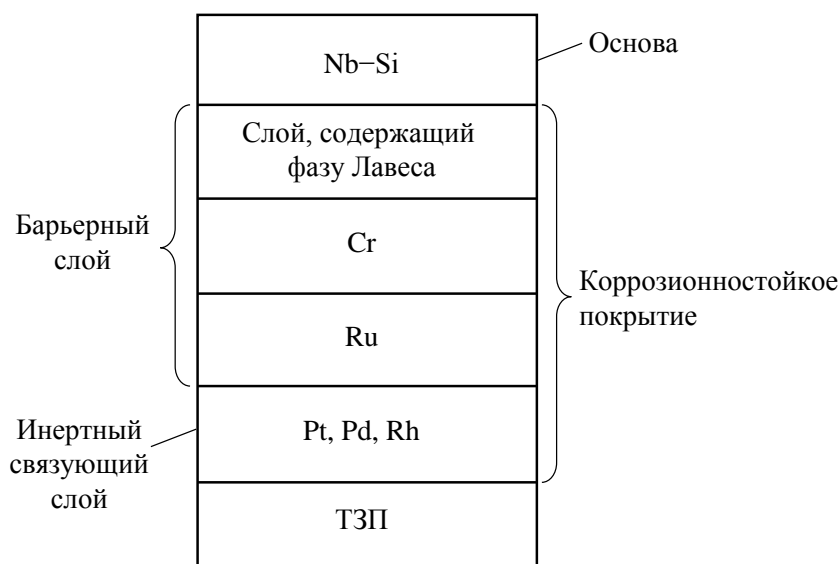 Nb−Si
Основа
Слой, содержащий
фазу Лавеса
Барьерный
слой
Cr
Коррозионностойкое
покрытие
Ru
Инертный
связующий
слой
Pt, Pd, Rh
ТЗП